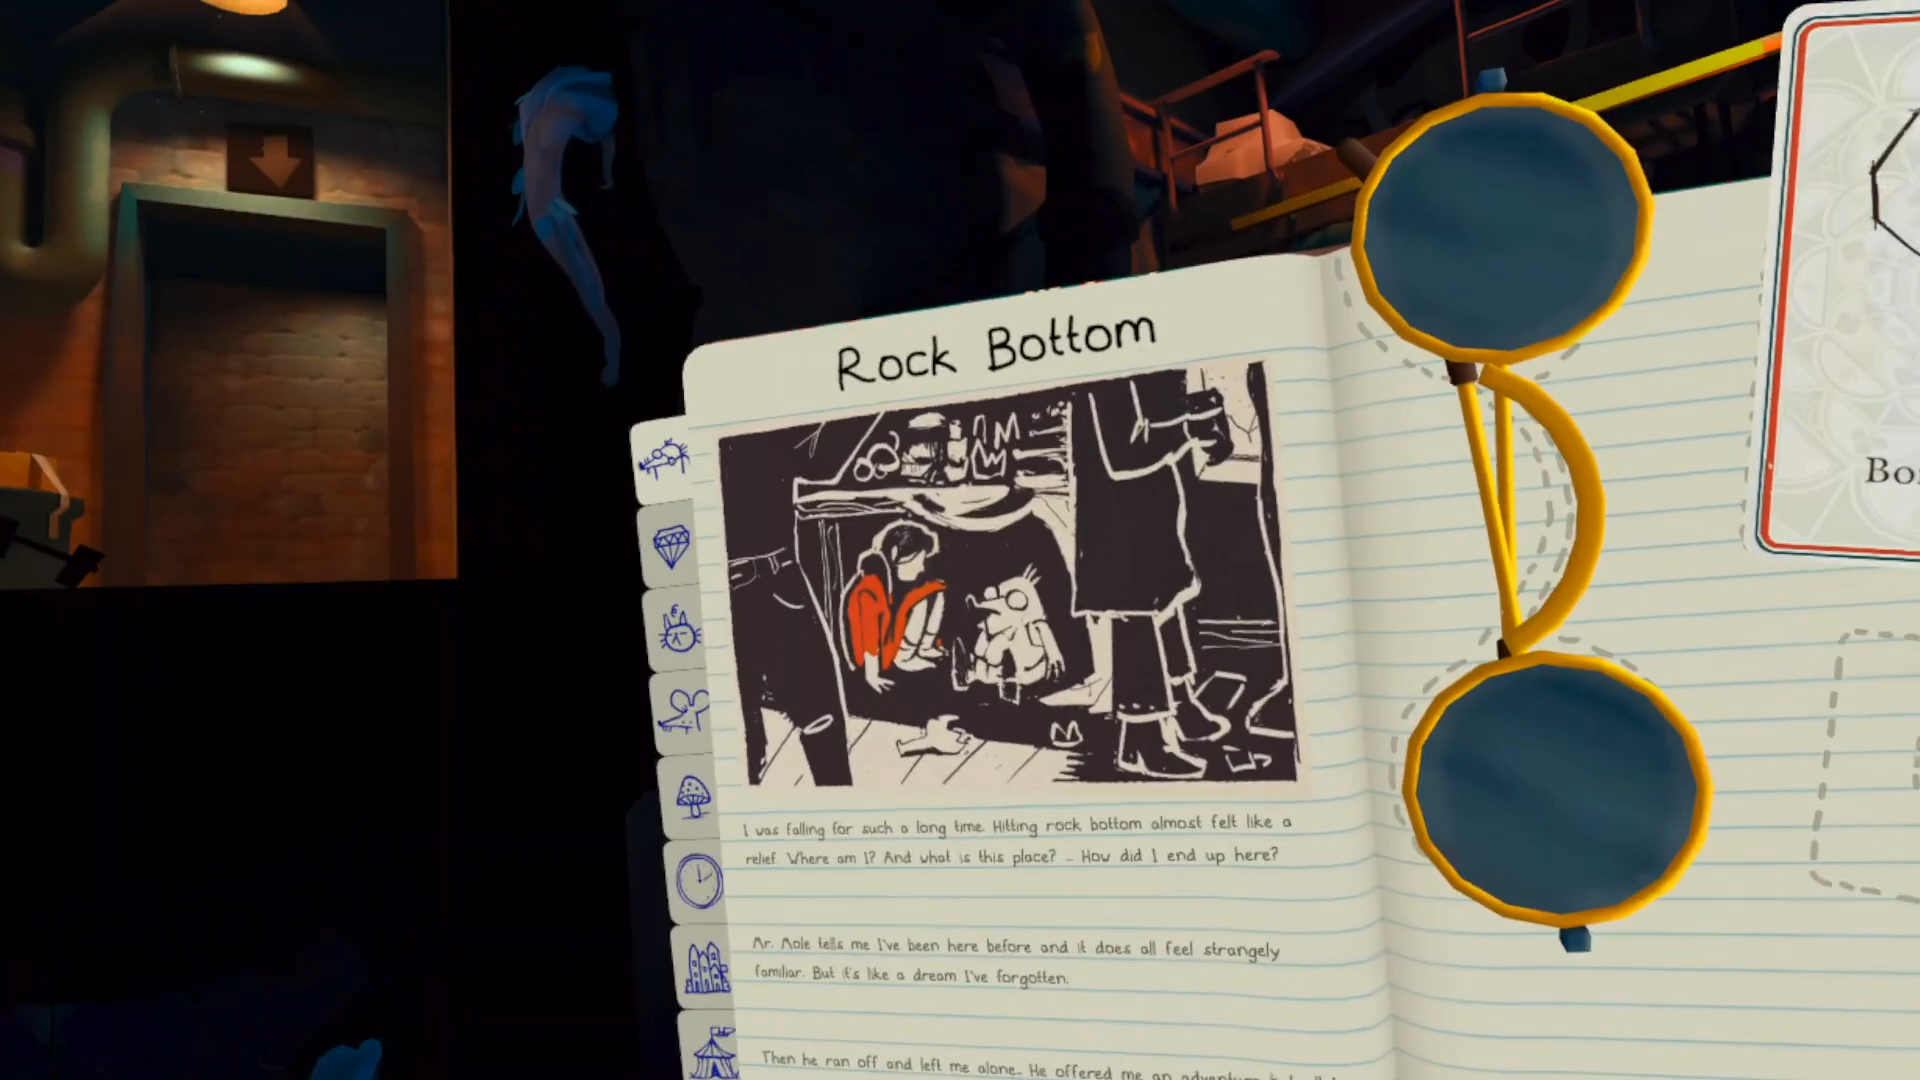 Rock Bottom
I was falling for such a long time. Hitting rock bottom almost felt like a
relief. Where am I? And what is this place? ... How did I end up here?
Mr. Mole tells me I've been here before and it does all feel strangely
familiar. But it's like a dream I've forgotten.
Then he ran off and left me alone... He offered me an adventure